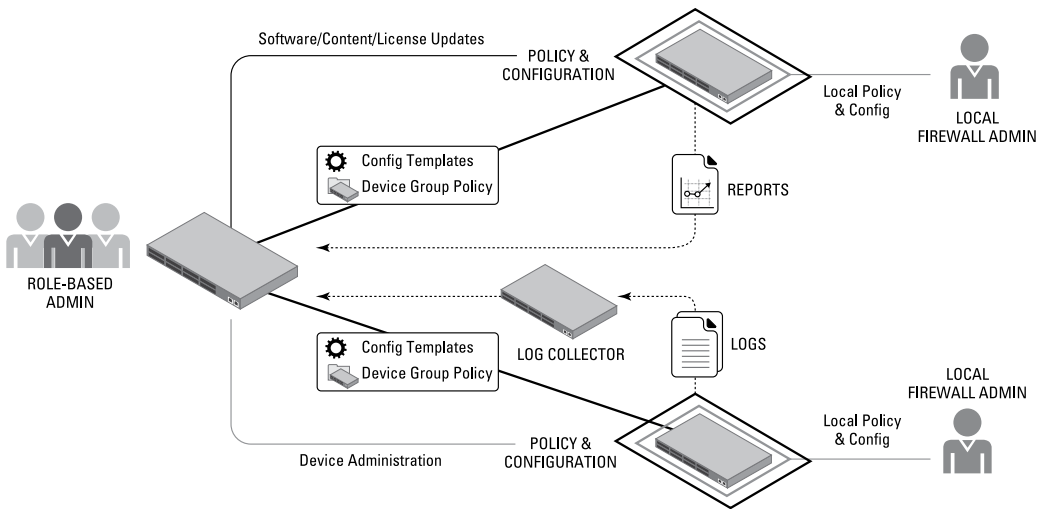 Software/Content/License Updates
POLICY &
CONFIGURATION
Local Policy
& Config
LOCAL
FIREWALL ADMIN
Config Templates
Device Group Policy
REPORTS
ROLE-BASED
ADMIN
LOG COLLECTOR
LOGS
Config Templates
Device Group Policy
LOCAL
FIREWALL ADMIN
Device Administration
POLICY &
CONFIGURATION
Local Policy
& Config